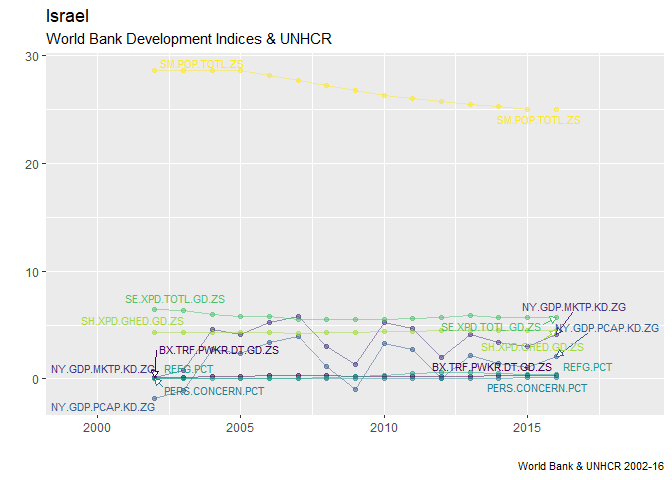 Israel
World Bank Development Indices & UNHCR
30
SM.POP.TOTL.ZS
SM.POP.TOTL.ZS
20
10
SE.XPD.TOTL.GD.ZS
NY.GDP.MKTP.KD.ZG
SH.XPD.GHED.GD.ZS
SE.XPD.TOTL.GD.ZS
NY.GDP.PCAP.KD.ZG
BX.TRF.PWKR.DT.GD.ZS
SH.XPD.GHED.GD.ZS
NY.GDP.MKTP.KD.ZG
REFG.PCT
BX.TRF.PWKR.DT.GD.ZS
REFG.PCT
0
PERS.CONCERN.PCT
PERS.CONCERN.PCT
NY.GDP.PCAP.KD.ZG
2000
2005
2010
2015
World Bank & UNHCR 2002-16